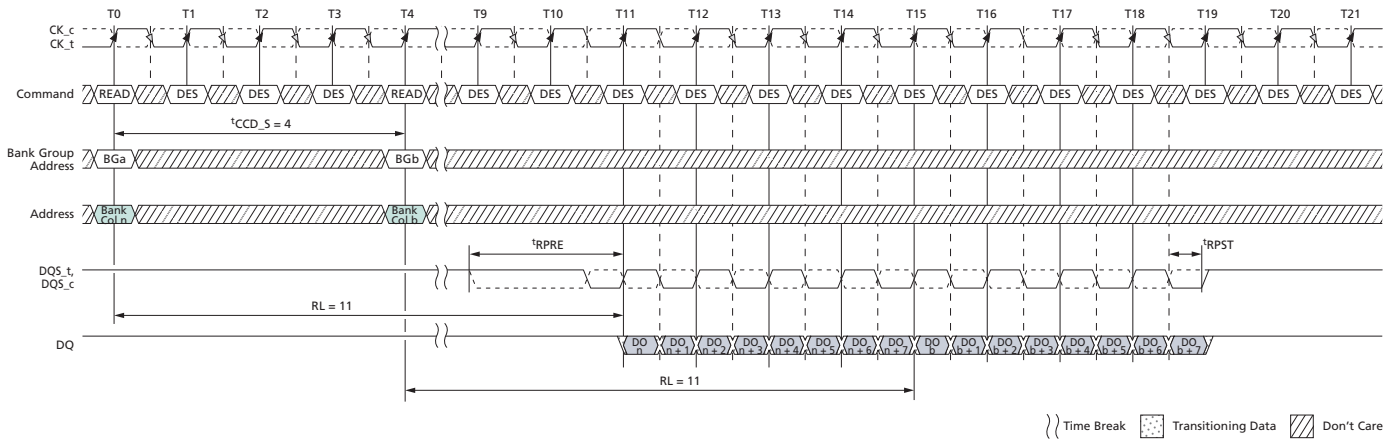 T0 T1 T2 T3 T4 T9 T10 T11 T12 T13 T14 T15 T16 T17 T18 T19 T20 T21
CK_c
CK_t
Command READ DES DES DES READ DES DES DES DES DES DES DES DES DES DES DES DES DES
tCCD_S = 4
Bank Group
Address BGa BGb
Address Bank
Col n Bank
Col b
tRPRE tRPST
DQS_t,
DQS_c
RL = 11
DQ DO
n DO
n + 1 DO
n + 2 DO
n + 3 DO
n + 4 DO
n + 5 DO
n + 6 DO
n + 7 DO
b DO
b + 1 DO
b + 2 DO
b + 3 DO
b + 4 DO
b + 5 DO
b + 6 DO
b + 7
RL = 11
Time Break Transitioning Data Don't Care